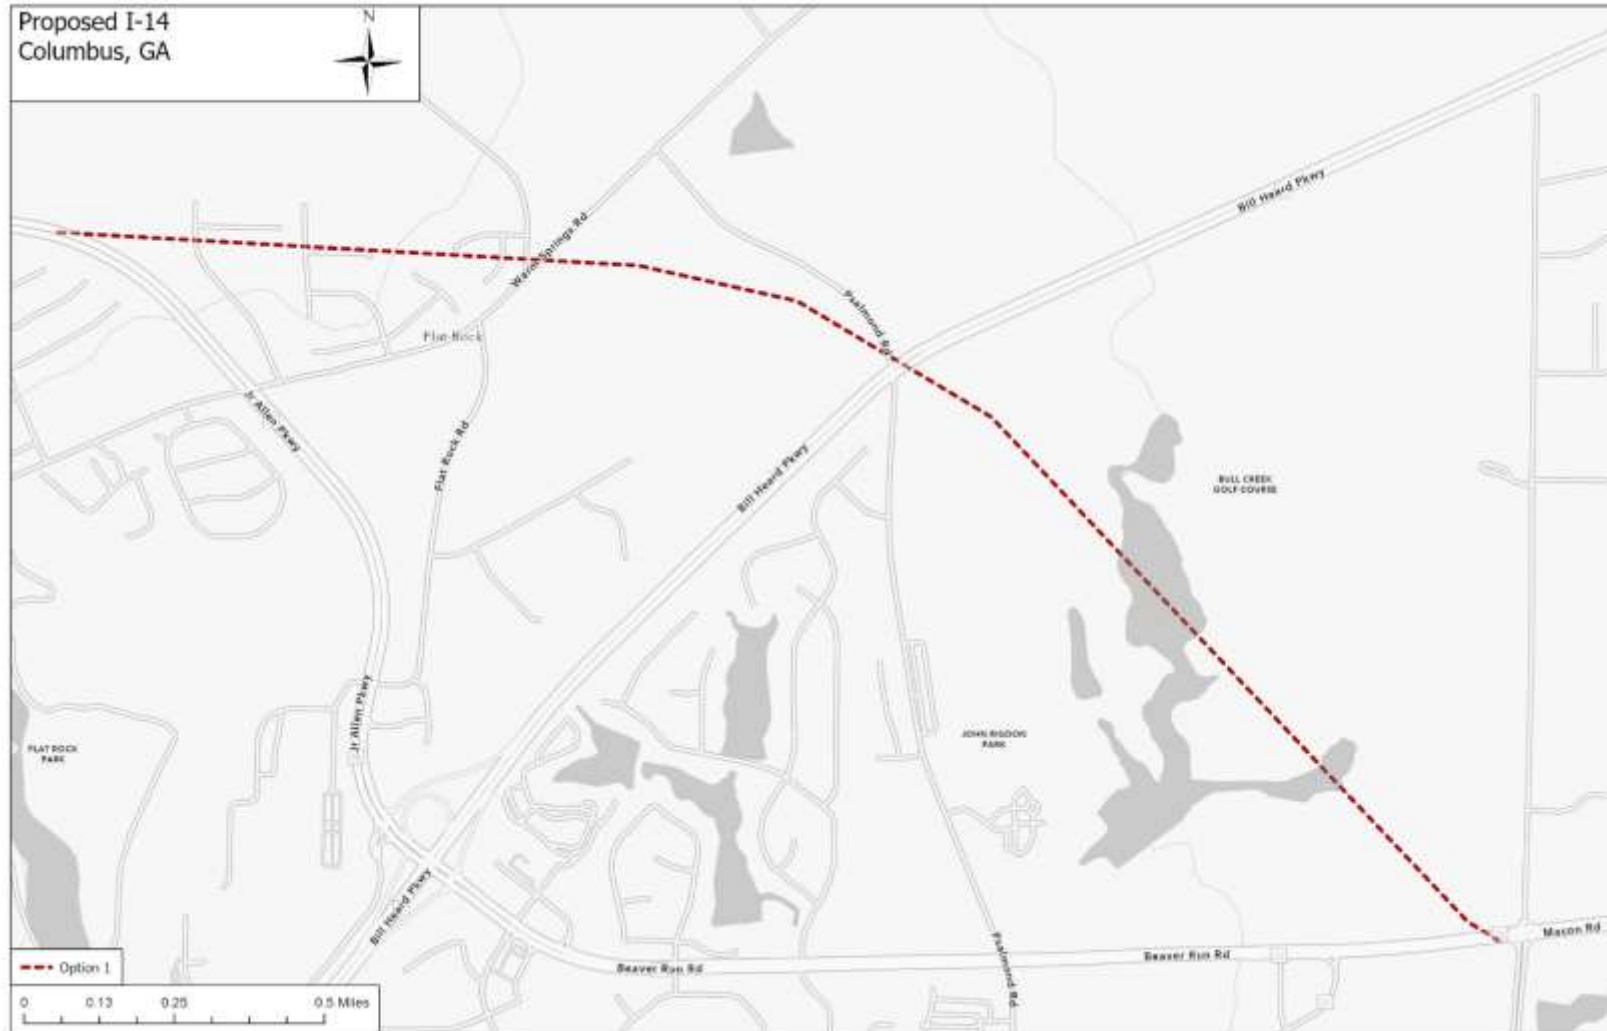 Proposed I-14
Columbus, GA
N
Bill Heard Pkwy
Warm Springs Rd
Psalmond Rd
Flat Rock
Jr Allen Pkwy
Flat Rock Rd
Bill Heard Pkwy
BULL CREEK
GOLF COURSE
Jr Allen Pkwy
JOHN RIGDON
PARK
FLAT ROCK
PARK
Bill Heard Pkwy
Macon Rd
Beaver Run Rd
Beaver Run Rd
Psalmond Rd
Option 1
0 0.13 0.25 0.5 Miles